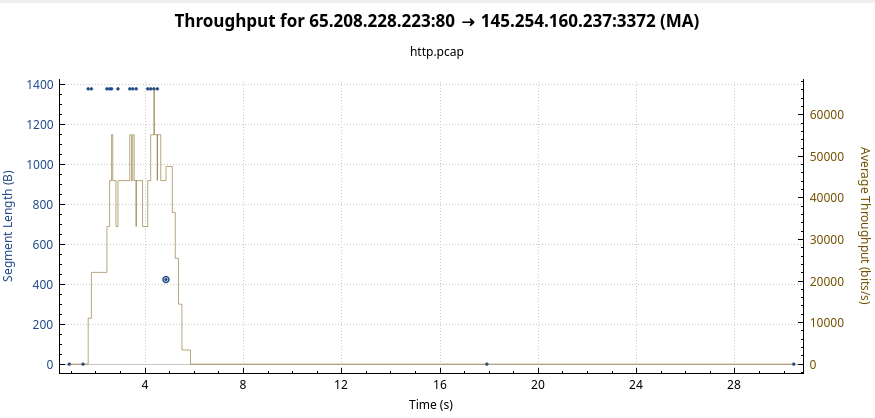 Throughput for 65.208.228.223:80 → 145.254.160.237:3372 (MA)
http.pcap
Segment Length (B)
1400
1200
1000
800
600
400
200
0
60000
50000
40000
30000
20000
10000
0
Average Throughput (bits/s)
4 8 12 16 20 24 28
Time (s)